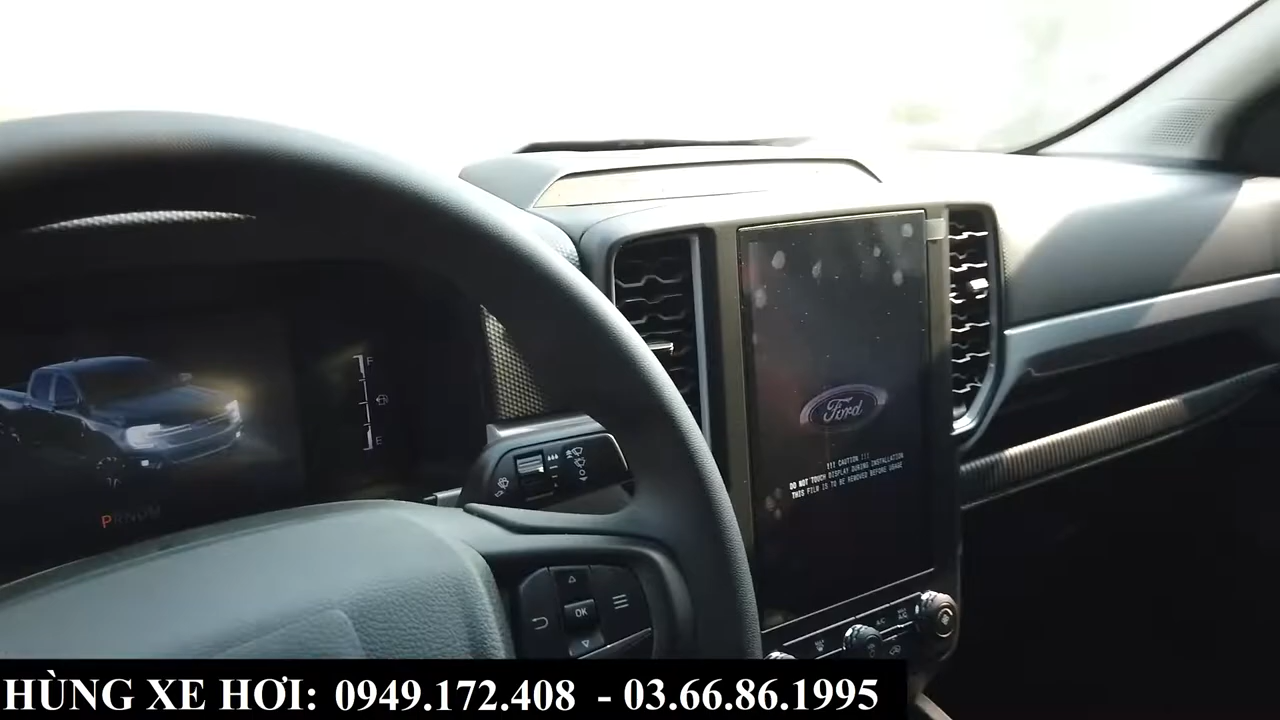 F
E
PRNDM
OK
Ford
!!! CAUTION !!!
DO NOT TOUCH DISPLAY DURING INSTALLATION
THIS FILM IS TO BE REMOVED BEFORE USAGE
A/C
MAX A/C
HÙNG XE HƠI: 0949.172.408 - 03.66.86.1995